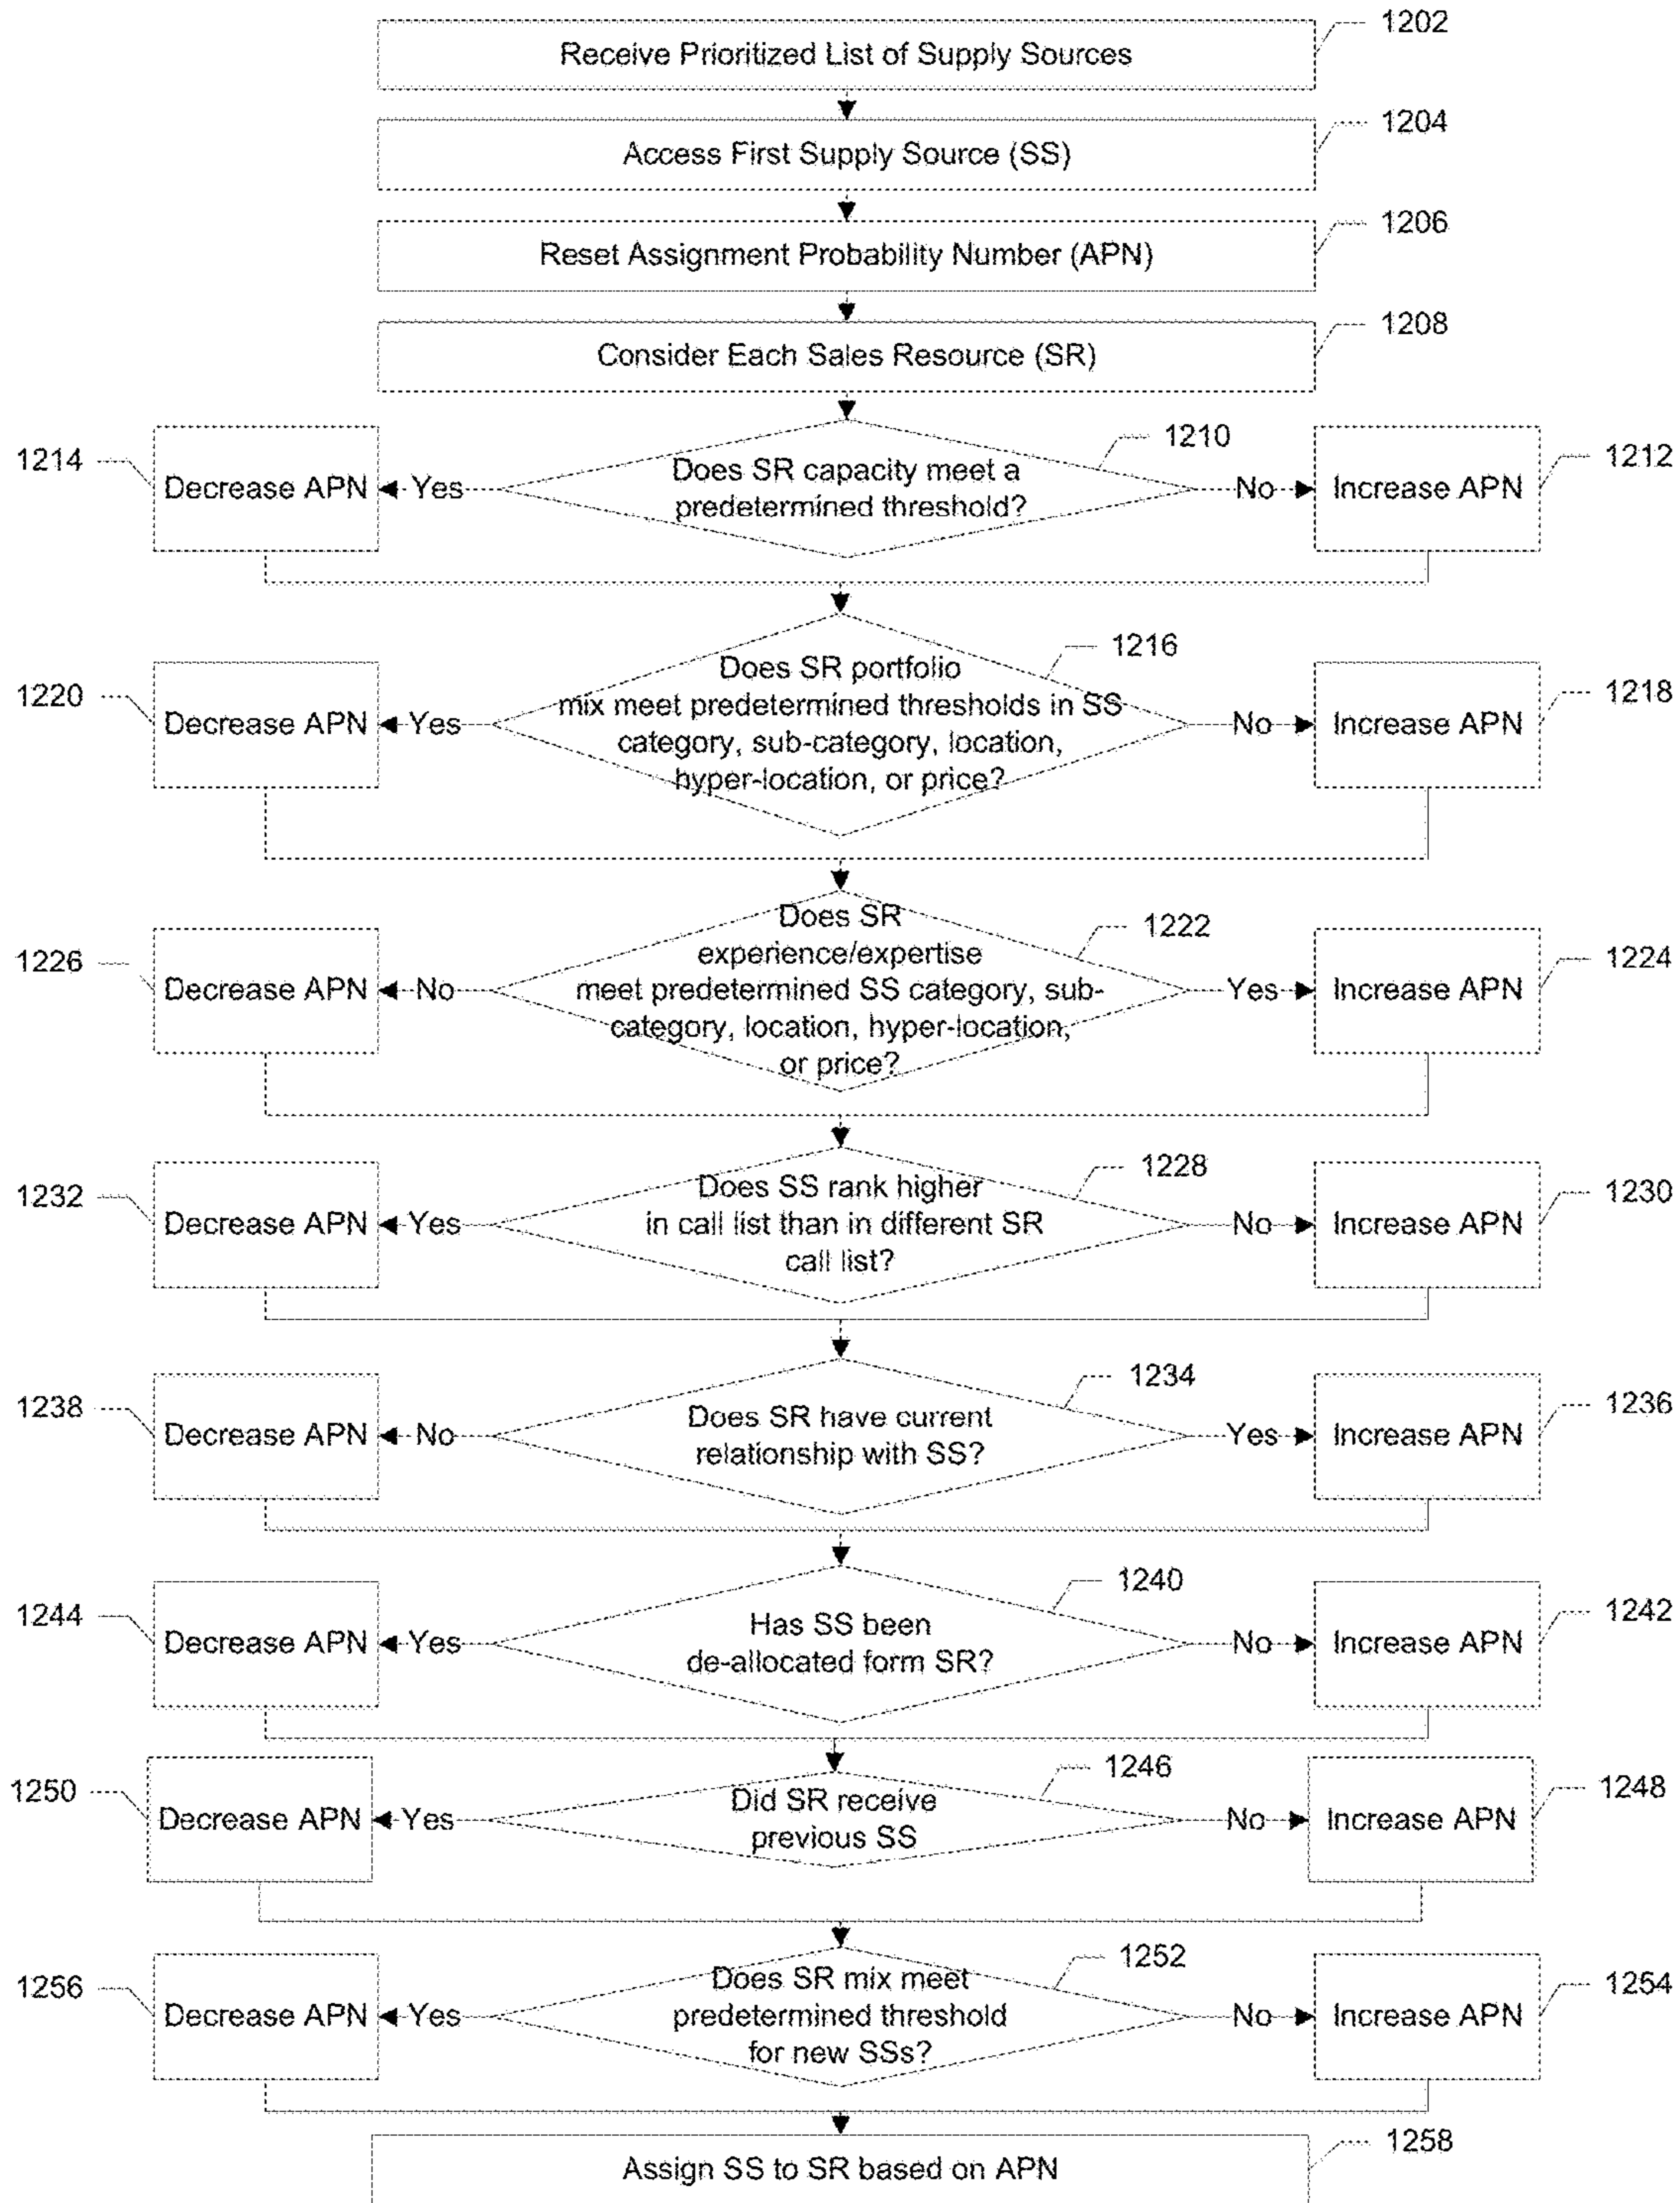 Receive Prioritized List of Supply Sources
1202
Access First Supply Source (SS)
1204
Reset Assignment Probability Number (APN)
1206
Consider Each Sales Resource (SR)
1208
1214
Decrease APN
Yes
Does SR capacity meet a
predetermined threshold?
1210
No
Increase APN
1212
1220
Decrease APN
Yes
Does SR portfolio
mix meet predetermined thresholds in SS
category, sub-category, location,
hyper-location, or price?
1216
No
Increase APN
1218
1226
Decrease APN
No
Does SR
experience/expertise
meet predetermined SS category, sub-
category, location, hyper-location,
or price?
1222
Yes
Increase APN
1224
1232
Decrease APN
Yes
Does SS rank higher
in call list than in different SR
call list?
1228
No
Increase APN
1230
1238
Decrease APN
No
Does SR have current
relationship with SS?
1234
Yes
Increase APN
1236
1244
Decrease APN
Yes
Has SS been
de-allocated form SR?
1240
No
Increase APN
1242
1250
Decrease APN
Yes
Did SR receive
previous SS
1246
No
Increase APN
1248
1256
Decrease APN
Yes
Does SR mix meet
predetermined threshold
for new SSs?
1252
No
Increase APN
1254
Assign SS to SR based on APN
1258